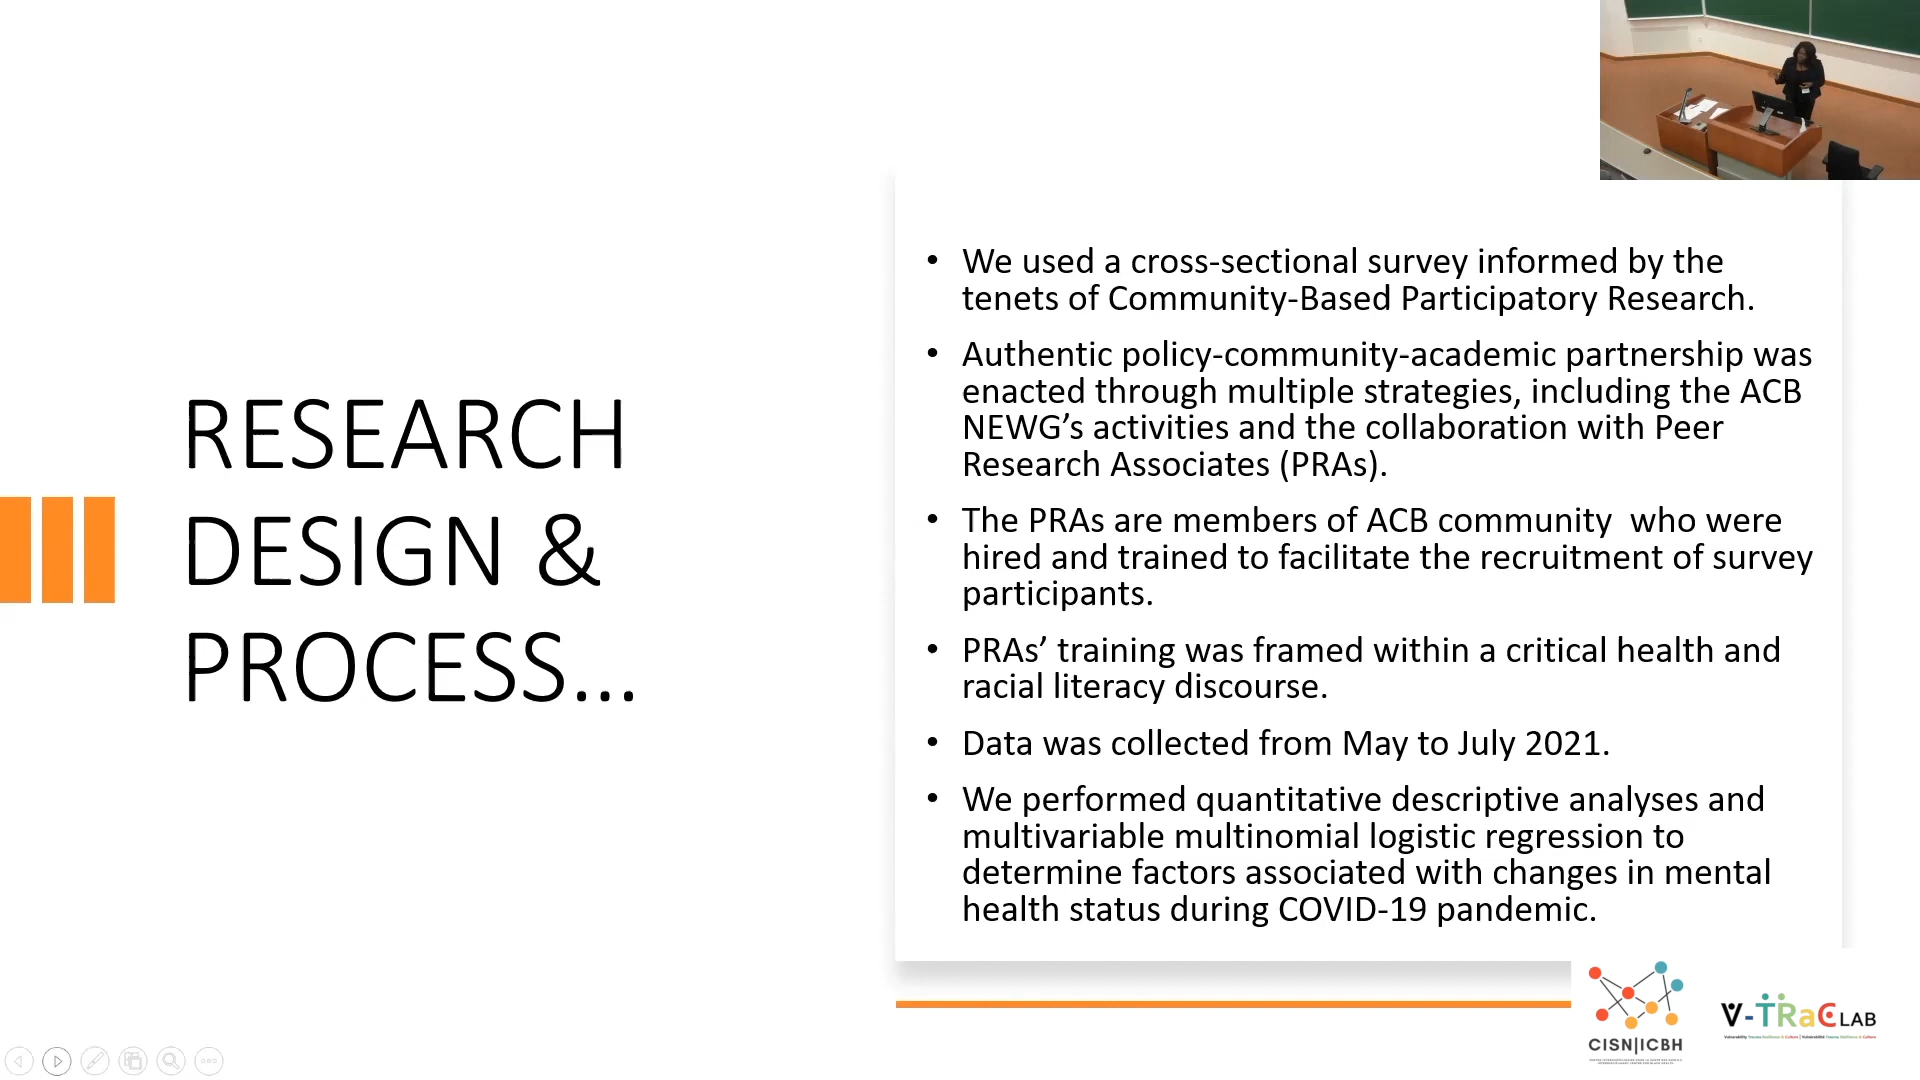 RESEARCH
DESIGN &
PROCESS...
• We used a cross-sectional survey informed by the
tenets of Community-Based Participatory Research.
• Authentic policy-community-academic partnership was
enacted through multiple strategies, including the ACB
NEWG’s activities and the collaboration with Peer
Research Associates (PRAs).
• The PRAs are members of ACB community  who were
hired and trained to facilitate the recruitment of survey
participants.
• PRAs’ training was framed within a critical health and
racial literacy discourse.
• Data was collected from May to July 2021.
• We performed quantitative descriptive analyses and
multivariable multinomial logistic regression to
determine factors associated with changes in mental
health status during COVID-19 pandemic.
CISN|ICBH
V-TRaC LAB